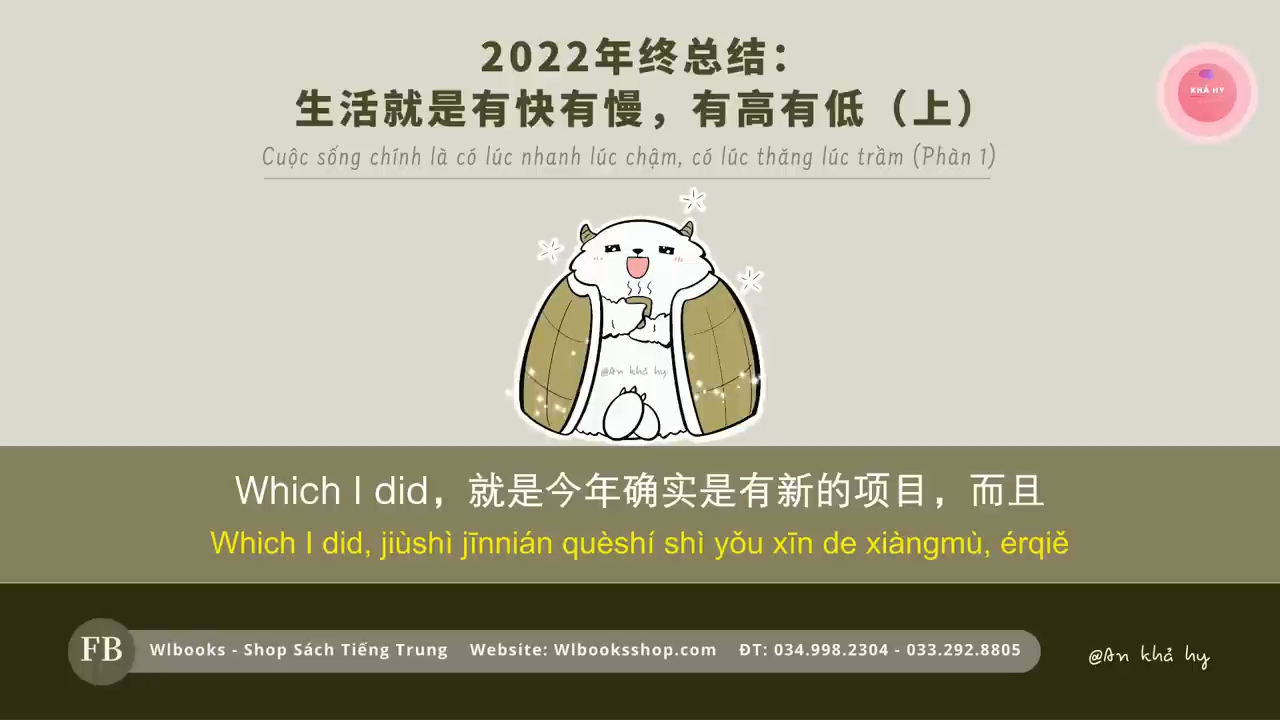 2022年终总结：
生活就是有快有慢，有高有低（上）
Cuộc sống chính là có lúc nhanh lúc chậm, có lúc thăng lúc trầm (Phần 1)
KHẢ HY
@An khả hy
Which I did，就是今年确实是有新的项目，而且
Which I did, jiùshì jīnnián quèshí shì yǒu xīn de xiàngmù, érqiě
FB
Wlbooks - Shop Sách Tiếng Trung Website: Wlbooksshop.com ĐT: 034.998.2304 - 033.292.8805
@An khả hy